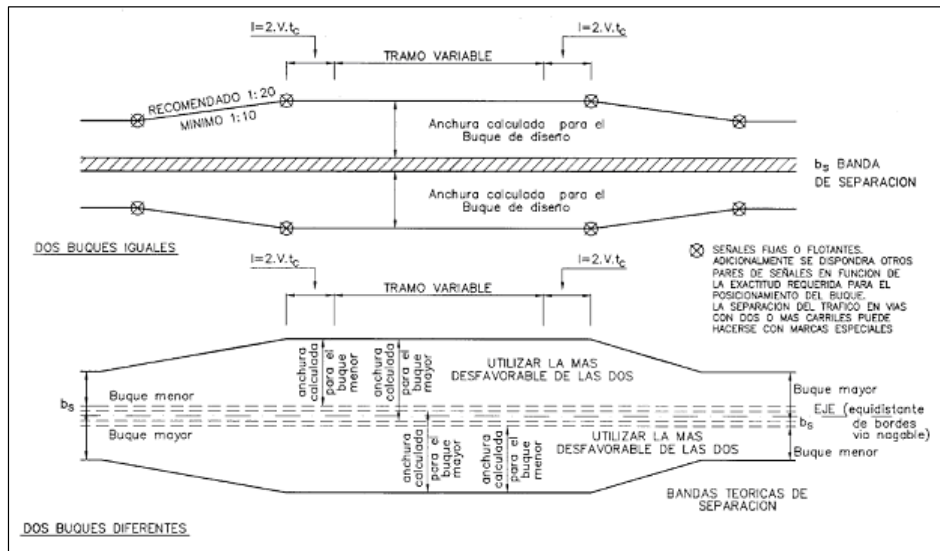 l=2.V.tc
l=2.V.tc
TRAMO VARIABLE
RECOMENDADO 1:20
MINIMO 1:10
Anchura calculada para el
Buque de diseño
bs BANDA
DE SEPARACION
Anchura calculada para el
Buque de diseño
DOS BUQUES IGUALES
SEÑALES FIJAS O FLOTANTES.
ADICIONALMENTE SE DISPONDRA OTROS
PARES DE SEÑALES EN FUNCION DE
LA EXACTITUD REQUERIDA PARA EL
POSICIONAMIENTO DEL BUQUE.
LA SEPARACION DEL TRAFICO EN VIAS
CON DOS O MAS CARRILES PUEDE
HACERSE CON MARCAS ESPECIALES
l=2.V.tc
l=2.V.tc
TRAMO VARIABLE
anchura
calculada
para el
buque
menor
anchura
calculada
para el
buque
mayor
UTILIZAR LA MAS
DESFAVORABLE DE LAS DOS
Buque menor
bs
Buque mayor
Buque mayor
EJE (equidistante
de bordes
via nagable)
bs
Buque menor
anchura
calculada
para el
buque
mayor
anchura
calculada
para el
buque
menor
UTILIZAR LA MAS
DESFAVORABLE DE LAS DOS
BANDAS TEORICAS DE
SEPARACION
DOS BUQUES DIFERENTES